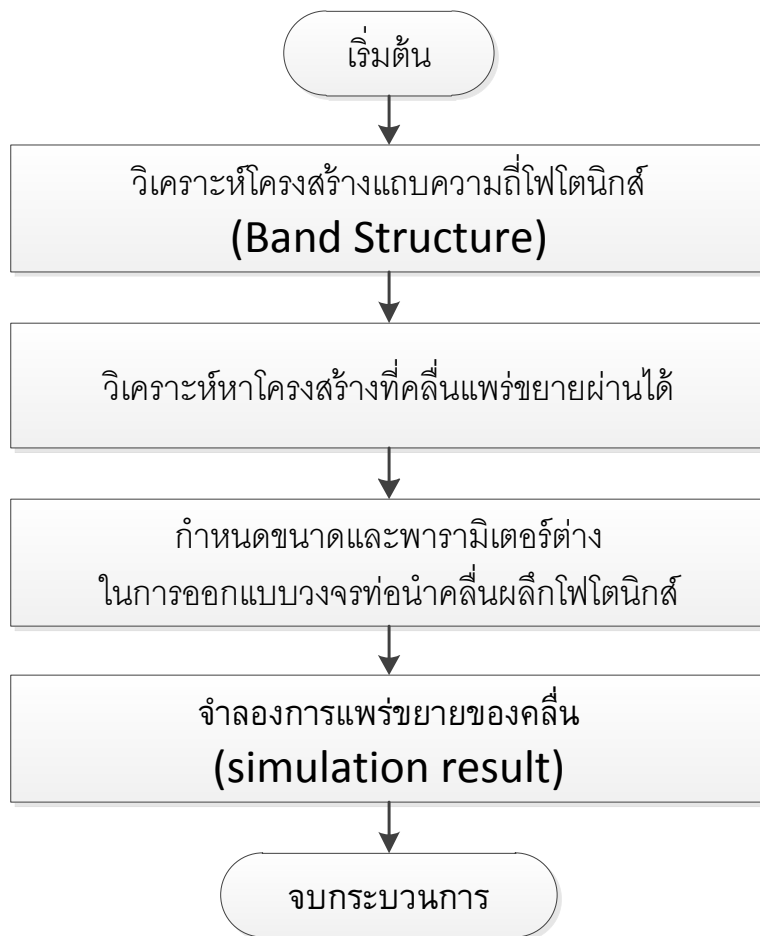 เริ่มต้น
วิเคราะห์โครงสร้างแถบความถี่โฟโตนิกส์
(Band Structure)
วิเคราะห์หาโครงสร้างที่คลื่นแพร่ขยายผ่านได้
กำหนดขนาดและพารามิเตอร์ต่าง
ในการออกแบบวงจรท่อนำคลื่นผลึกโฟโตนิกส์
จำลองการแพร่ขยายของคลื่น
(simulation result)
จบกระบวนการ